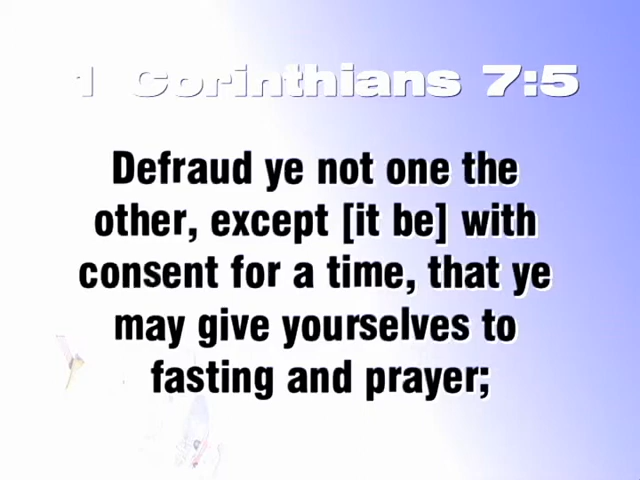 1 Corinthians 7:5
Defraud ye not one the
other, except [it be] with
consent for a time, that ye
may give yourselves to
fasting and prayer;